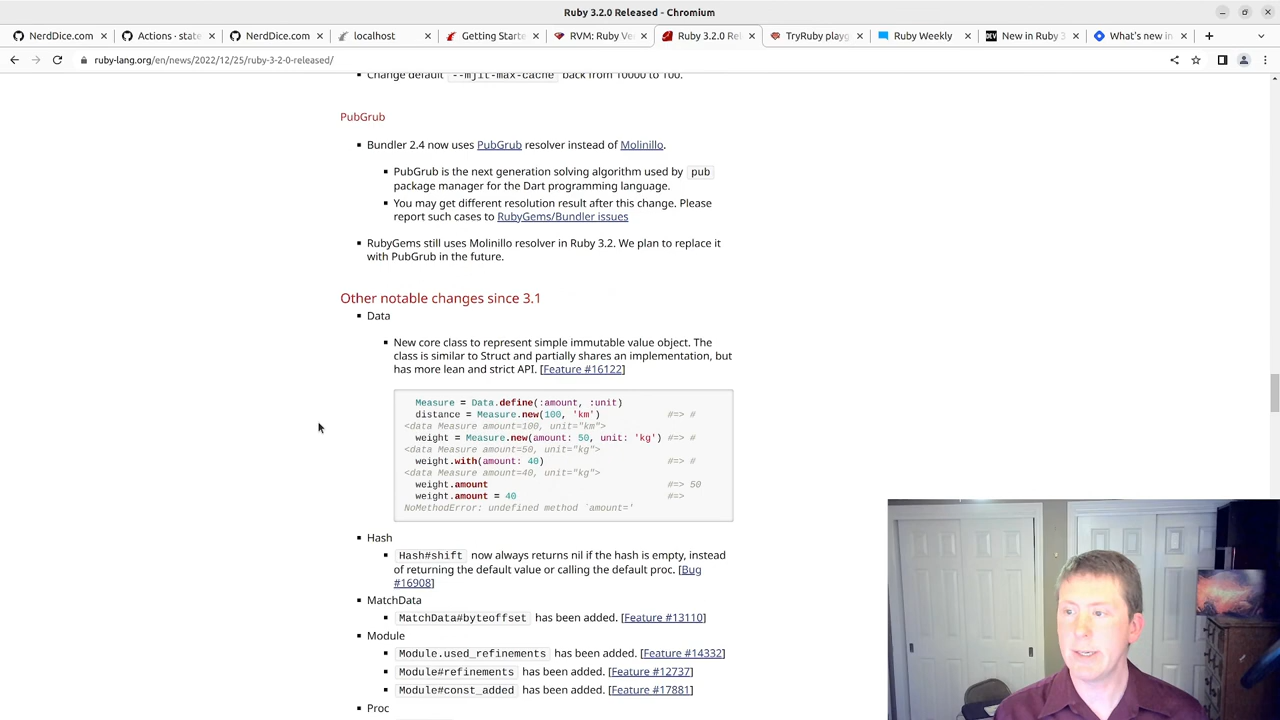 Ruby 3.2.0 Released - Chromium
NerdDice.com
Actions · state
NerdDice.com
localhost
Getting Starte
RVM: Ruby Ve
Ruby 3.2.0 Rel
TryRuby playg
Ruby Weekly
New in Ruby 3
What's new in
ruby-lang.org/en/news/2022/12/25/ruby-3-2-0-released/
Change default --mjit-max-cache back from 10000 to 100.
PubGrub
Bundler 2.4 now uses PubGrub resolver instead of Molinillo.
PubGrub is the next generation solving algorithm used by pub
package manager for the Dart programming language.
You may get different resolution result after this change. Please
report such cases to RubyGems/Bundler issues
RubyGems still uses Molinillo resolver in Ruby 3.2. We plan to replace it
with PubGrub in the future.
Other notable changes since 3.1
Data
New core class to represent simple immutable value object. The
class is similar to Struct and partially shares an implementation, but
has more lean and strict API. [Feature #16122]
Measure = Data.define(:amount, :unit)
distance = Measure.new(100, 'km') #=> #
<data Measure amount=100, unit="km">
weight = Measure.new(amount: 50, unit: 'kg') #=> #
<data Measure amount=50, unit="kg">
weight.with(amount: 40) #=> #
<data Measure amount=40, unit="kg">
weight.amount #=> 50
weight.amount = 40 #=>
NoMethodError: undefined method `amount='
Hash
Hash#shift now always returns nil if the hash is empty, instead
of returning the default value or calling the default proc. [Bug
#16908]
MatchData
MatchData#byteoffset has been added. [Feature #13110]
Module
Module.used_refinements has been added. [Feature #14332]
Module#refinements has been added. [Feature #12737]
Module#const_added has been added. [Feature #17881]
Proc